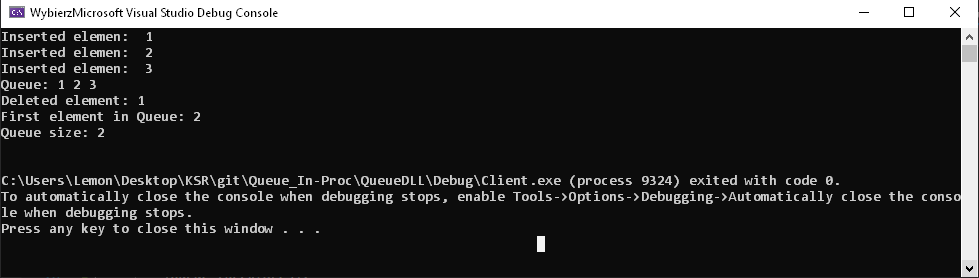 WybierzMicrosoft Visual Studio Debug Console
Inserted elemen:  1
Inserted elemen:  2
Inserted elemen:  3
Queue: 1 2 3
Deleted element: 1
First element in Queue: 2
Queue size: 2
C:\Users\Lemon\Desktop\KSR\git\Queue_In-Proc\QueueDLL\Debug\Client.exe (process 9324) exited with code 0.
To automatically close the console when debugging stops, enable Tools->Options->Debugging->Automatically close the conso
le when debugging stops.
Press any key to close this window . . .